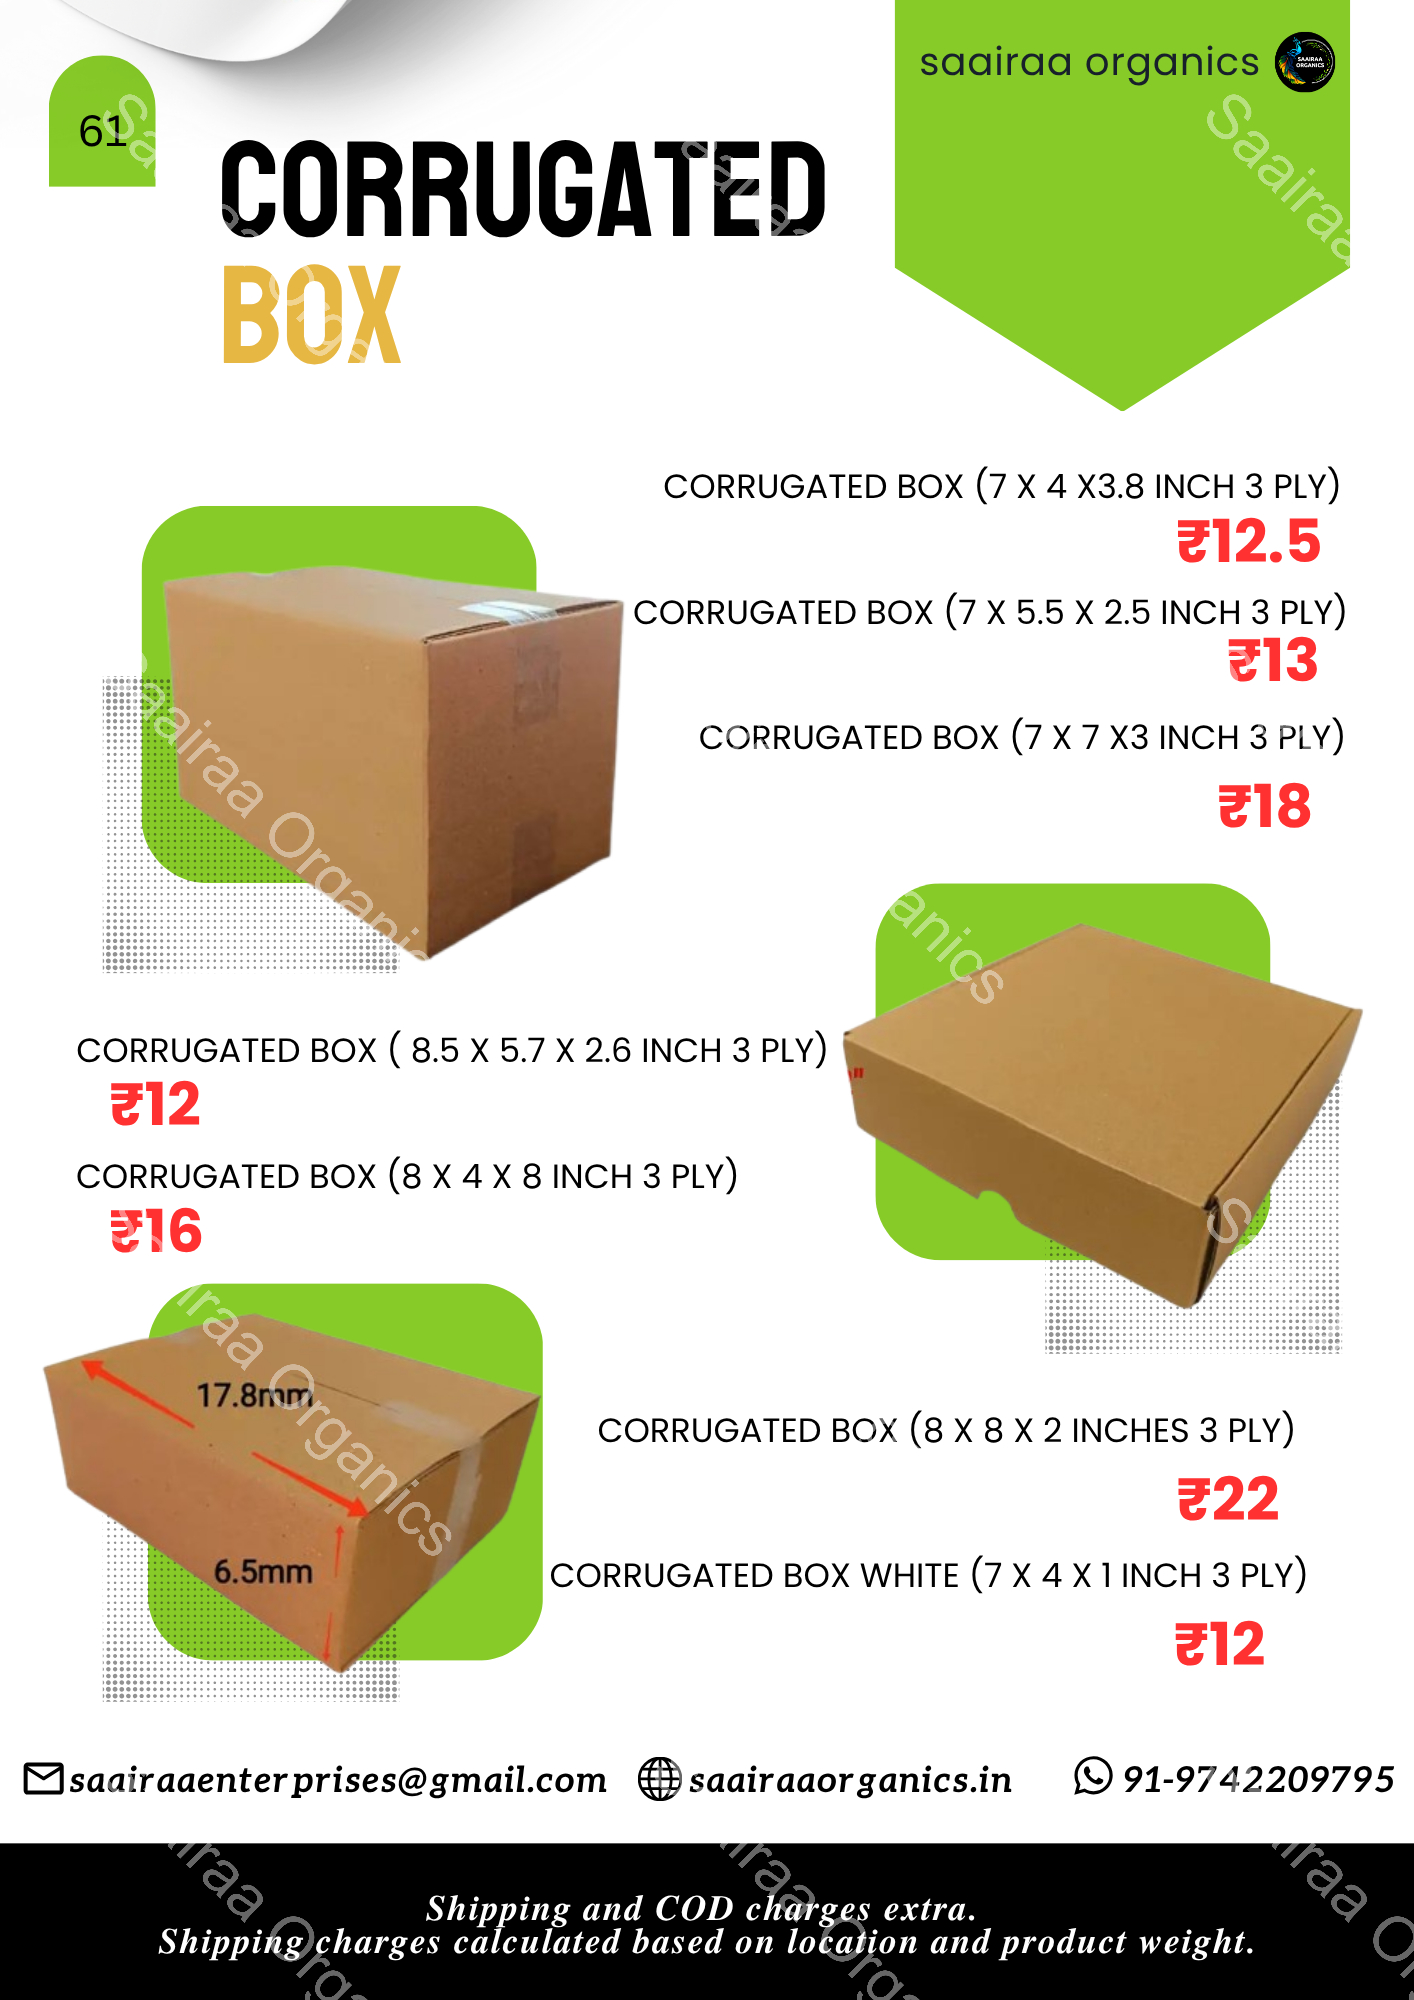 saairaa organics
SAAIRAA
ORGANICS
61
CORRUGATED
BOX
CORRUGATED BOX (7 X 4 X3.8 INCH 3 PLY)
₹12.5
CORRUGATED BOX (7 X 5.5 X 2.5 INCH 3 PLY)
₹13
CORRUGATED BOX (7 X 7 X3 INCH 3 PLY)
₹18
CORRUGATED BOX ( 8.5 X 5.7 X 2.6 INCH 3 PLY)
₹12
CORRUGATED BOX (8 X 4 X 8 INCH 3 PLY)
₹16
17.8mm
6.5mm
CORRUGATED BOX (8 X 8 X 2 INCHES 3 PLY)
₹22
CORRUGATED BOX WHITE (7 X 4 X 1 INCH 3 PLY)
₹12
saairaaenterprises@gmail.com
saairaaorganics.in
91-9742209795
Shipping and COD charges extra.
Shipping charges calculated based on location and product weight.
Saairaa Organics